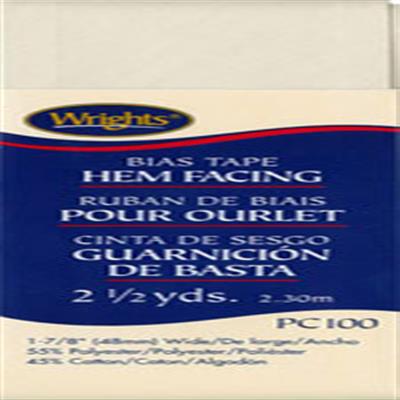 Wrights®
BIAS TAPE
HEM FACING
RUBAN DE BIAIS
POUR OURLET
CINTA DE SESGO
GUARNICIÓN
DE BASTA
2 1/2 yds. 2.30m
PC100
1-7/8" (48mm) Wide/De large/Ancho
55% Polyester/Polyester/Poliéster
45% Cotton/Coton/Algodón